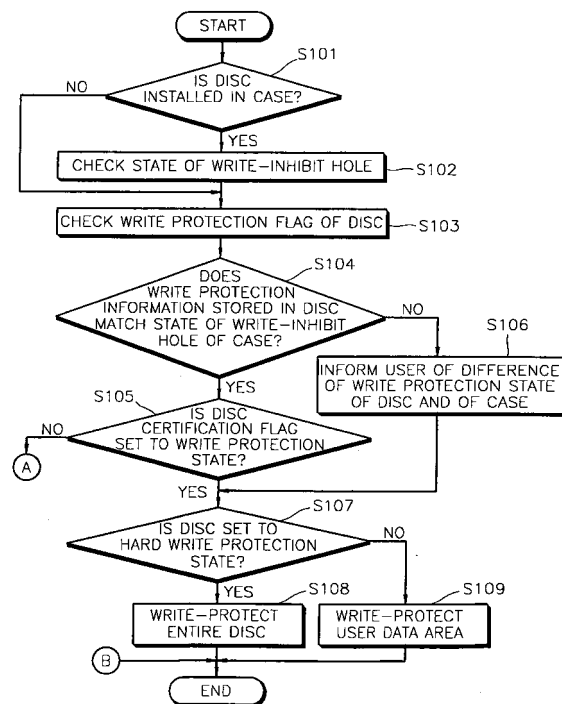 START
S101
IS DISC
INSTALLED IN CASE?
NO
YES
CHECK STATE OF WRITE-INHIBIT HOLE
S102
CHECK WRITE PROTECTION FLAG OF DISC
S103
S104
DOES
WRITE PROTECTION
INFORMATION STORED IN DISC
MATCH STATE OF WRITE-INHIBIT
HOLE OF CASE?
NO
S106
INFORM USER OF DIFFERENCE
OF WRITE PROTECTION STATE
OF DISC AND OF CASE
YES
S105
IS DISC
CERTIFICATION FLAG
SET TO WRITE PROTECTION
STATE?
NO
A
YES
S107
IS DISC SET TO
HARD WRITE PROTECTION
STATE?
NO
YES
S108
WRITE-PROTECT
ENTIRE DISC
S109
WRITE-PROTECT
USER DATA AREA
B
END